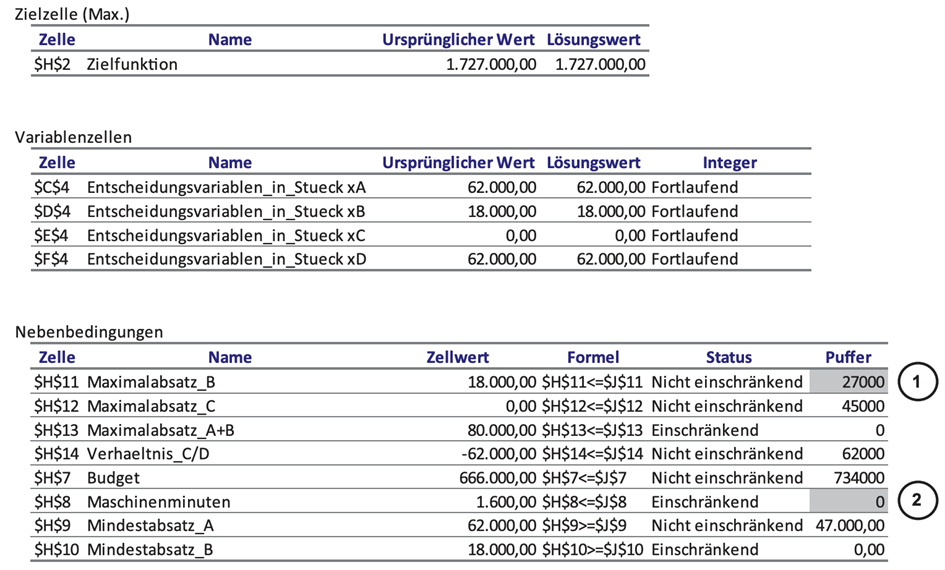 Zielzelle (Max.)
Zelle Name Ursprünglicher Wert Lösungswert
$H$2 Zielfunktion 1.727.000,00 1.727.000,00
Variablenzellen
Zelle Name Ursprünglicher Wert Lösungswert Integer
$C$4 Entscheidungsvariablen_in_Stueck xA 62.000,00 62.000,00 Fortlaufend
$D$4 Entscheidungsvariablen_in_Stueck xB 18.000,00 18.000,00 Fortlaufend
$E$4 Entscheidungsvariablen_in_Stueck xC 0,00 0,00 Fortlaufend
$F$4 Entscheidungsvariablen_in_Stueck xD 62.000,00 62.000,00 Fortlaufend
Nebenbedingungen
Zelle Name Zellwert Formel Status Puffer
$H$11 Maximalabsatz_B 18.000,00 $H$11<=$J$11 Nicht einschränkend 27000 1
$H$12 Maximalabsatz_C 0,00 $H$12<=$J$12 Nicht einschränkend 45000
$H$13 Maximalabsatz_A+B 80.000,00 $H$13<=$J$13 Einschränkend 0
$H$14 Verhaeltnis_C/D -62.000,00 $H$14<=$J$14 Nicht einschränkend 62000
$H$7 Budget 666.000,00 $H$7<=$J$7 Nicht einschränkend 734000
$H$8 Maschinenminuten 1.600,00 $H$8<=$J$8 Einschränkend 0 2
$H$9 Mindestabsatz_A 62.000,00 $H$9>=$J$9 Nicht einschränkend 47.000,00
$H$10 Mindestabsatz_B 18.000,00 $H$10>=$J$10 Einschränkend 0,00